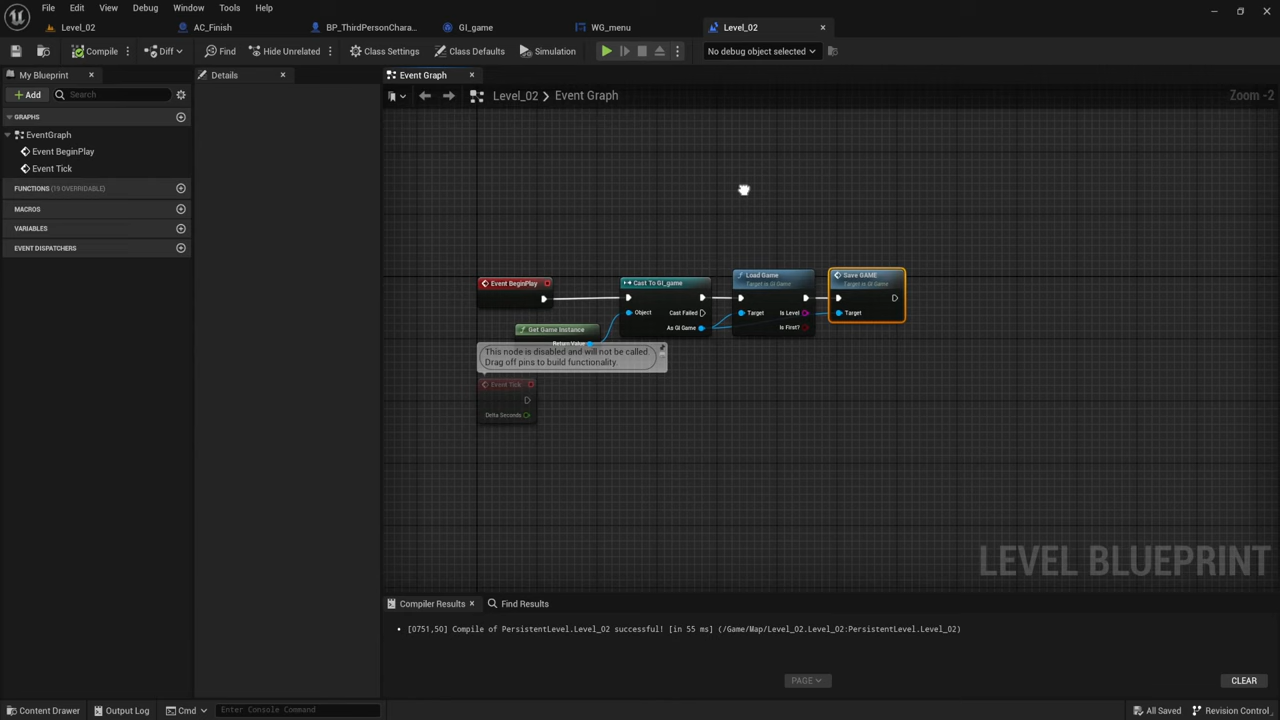 File Edit View Debug Window Tools Help
Level_02 AC_Finish BP_ThirdPersonChara... GI_game WG_menu Level_02
Compile Diff Find Hide Unrelated Class Settings Class Defaults Simulation No debug object selected
My Blueprint Details Event Graph
Add Search Level_02 > Event Graph Zoom -2
GRAPHS
EventGraph
Event BeginPlay
Event Tick
FUNCTIONS (19 OVERRIDABLE)
MACROS
VARIABLES
EVENT DISPATCHERS
Event BeginPlay
Cast To GI_game
Object
Cast Failed
As GI Game
Load Game
Target is GI Game
Target
Is Level
Is First?
Save GAME
Target is GI Game
Target
Get Game Instance
Return Value
This node is disabled and will not be called.
Drag off pins to build functionality.
Event Tick
Delta Seconds
LEVEL BLUEPRINT
Compiler Results Find Results
[0751,50] Compile of PersistentLevel.Level_02 successful! [in 55 ms] (/Game/Map/Level_02.Level_02:PersistentLevel.Level_02)
PAGE CLEAR
Content Drawer Output Log Cmd Enter Console Command All Saved Revision Control